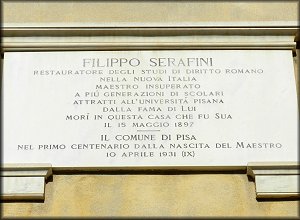 FILIPPO SERAFINI
RESTAURATORE DEGLI STUDI DI DIRITTO ROMANO
NELLA NUOVA ITALIA
MAESTRO INSUPERATO
A PIÙ GENERAZIONI DI SCOLARI
ATTRATTI ALL'UNIVERSITÀ PISANA
DALLA FAMA DI LUI
MORÌ IN QUESTA CASA CHE FU SUA
IL 15 MAGGIO 1897
IL COMUNE DI PISA
NEL PRIMO CENTENARIO DALLA NASCITA DEL MAESTRO
10 APRILE 1931 (IX)